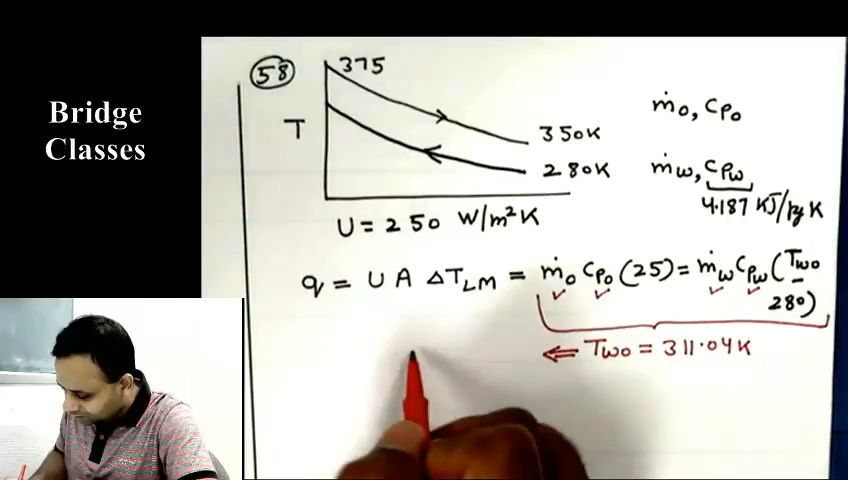 Bridge
Classes
58
375
T
350K
280K
ṁo, CPo
ṁw, CPw
4.187 KJ/kg K
U = 250 W/m²K
q = U A ΔTLM = ṁo CPo (25) = ṁw CPw (Two
- 280)
⇐ Two = 311.04K